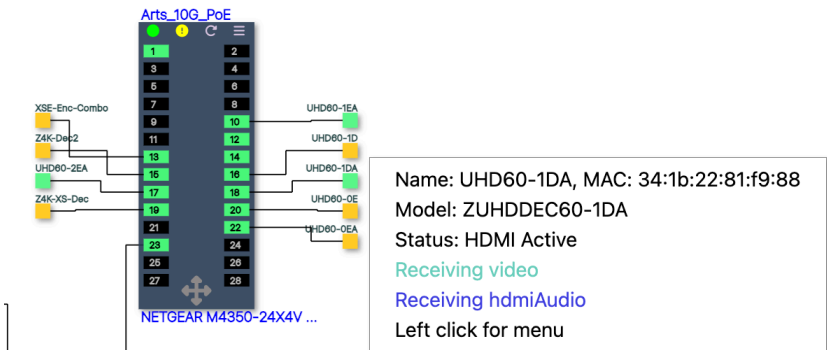 Arts_10G_PoE
1 2
3 4
5 6
7 8
XSE-Enc-Combo UHD60-1EA
9 10
Z4K-Dec2 11 12 UHD60-1D
13 14
UHD60-2EA 15 16 UHD60-1DA
17 18
Z4K-XS-Dec 19 20 UHD60-0E
21 22 UHD60-0EA
23 24
25 26
27 28
NETGEAR M4350-24X4V ...
Name: UHD60-1DA, MAC: 34:1b:22:81:f9:88
Model: ZUHDDEC60-1DA
Status: HDMI Active
Receiving video
Receiving hdmiAudio
Left click for menu